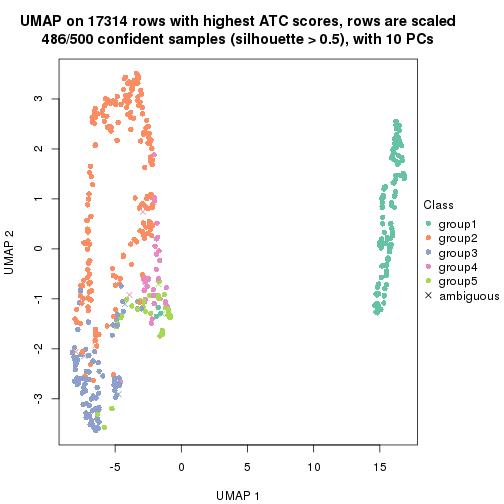 UMAP on 17314 rows with highest ATC scores, rows are scaled
486/500 confident samples (silhouette > 0.5), with 10 PCs
3
2
1
0
-1
-2
-3
UMAP 2
-5
0
5
10
15
UMAP 1
Class
group1
group2
group3
group4
group5
ambiguous